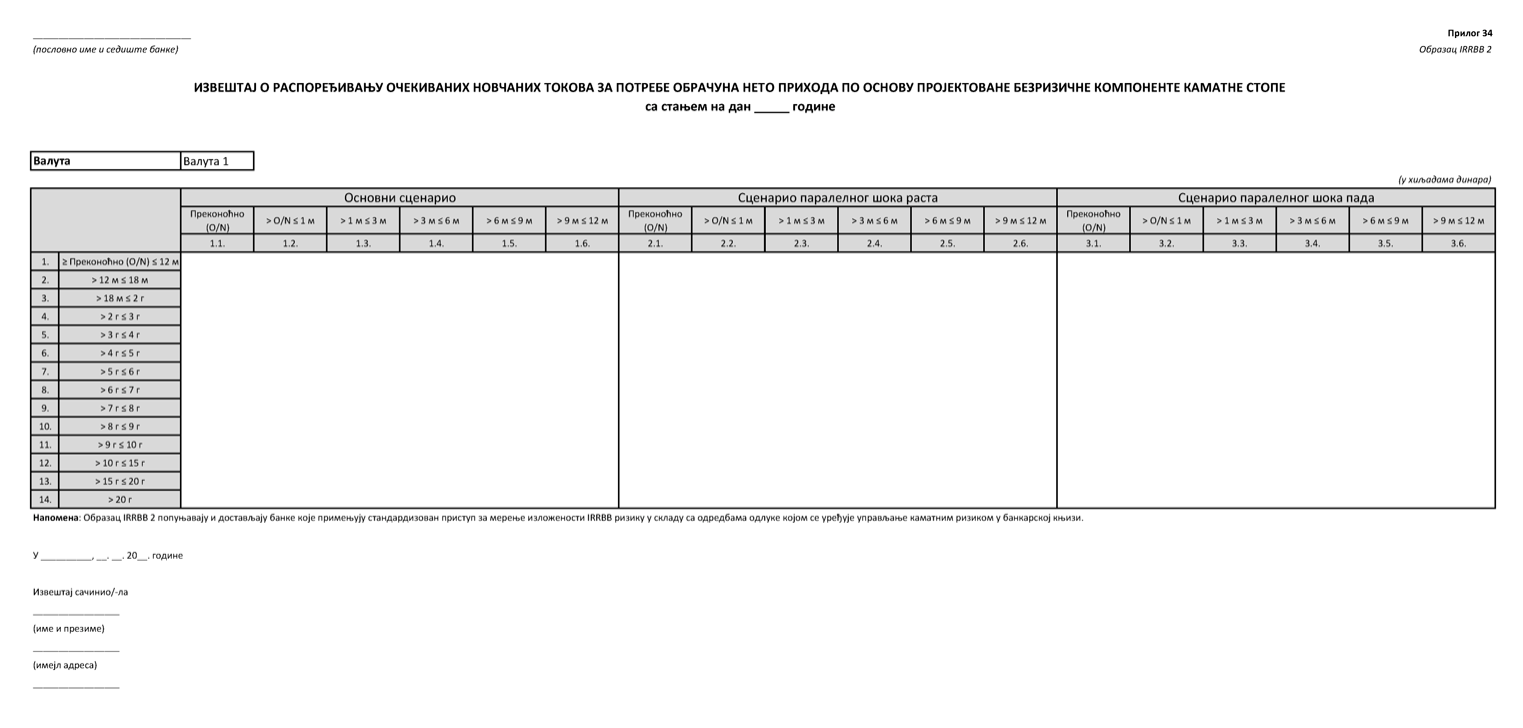 _______________________________
Прилог 34
(пословно име и седиште банке)
Образац IRRBB 2
ИЗВЕШТАЈ О РАСПОРЕЂИВАЊУ ОЧЕКИВАНИХ НОВЧАНИХ ТОКОВА ЗА ПОТРЕБЕ ОБРАЧУНА НЕТО ПРИХОДА ПО ОСНОВУ ПРОЈЕКТОВАНЕ БЕЗРИЗИЧНЕ КОМПОНЕНТЕ КАМАТНЕ СТОПЕ
са стањем на дан _____ године
Валута Валута 1
(у хиљадама динара)
Основни сценарио Сценарио паралелног шока раста Сценарио паралелног шока пада
Преконоћно (O/N) > O/N ≤ 1 м > 1 м ≤ 3 м > 3 м ≤ 6 м > 6 м ≤ 9 м > 9 м ≤ 12 м Преконоћно (O/N) > O/N ≤ 1 м > 1 м ≤ 3 м > 3 м ≤ 6 м > 6 м ≤ 9 м > 9 м ≤ 12 м Преконоћно (O/N) > O/N ≤ 1 м > 1 м ≤ 3 м > 3 м ≤ 6 м > 6 м ≤ 9 м > 9 м ≤ 12 м
1.1. 1.2. 1.3. 1.4. 1.5. 1.6. 2.1. 2.2. 2.3. 2.4. 2.5. 2.6. 3.1. 3.2. 3.3. 3.4. 3.5. 3.6.
1. ≥ Преконоћно (O/N) ≤ 12 м
2. > 12 м ≤ 18 м
3. > 18 м ≤ 2 г
4. > 2 г ≤ 3 г
5. > 3 г ≤ 4 г
6. > 4 г ≤ 5 г
7. > 5 г ≤ 6 г
8. > 6 г ≤ 7 г
9. > 7 г ≤ 8 г
10. > 8 г ≤ 9 г
11. > 9 г ≤ 10 г
12. > 10 г ≤ 15 г
13. > 15 г ≤ 20 г
14. > 20 г
Напомена: Образац IRRBB 2 попуњавају и достављају банке које примењују стандардизован приступ за мерење изложености IRRBB ризику у складу са одредбама одлуке којом се уређује управљање каматним ризиком у банкарској књизи.
У __________, __. __. 20__. године
Извештај сачинио/-ла
_________________
(име и презиме)
_________________
(имејл адреса)
_________________